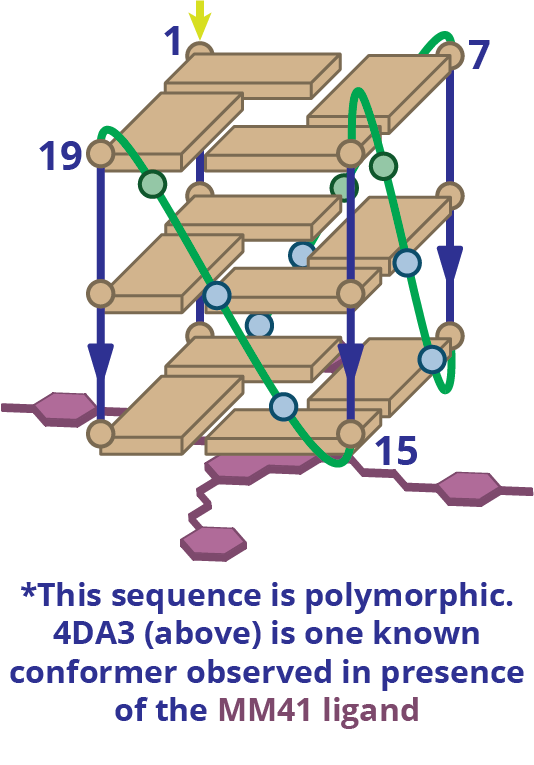 1
7
19
15
*This sequence is polymorphic.
4DA3 (above) is one known
conformer observed in presence
of the MM41 ligand